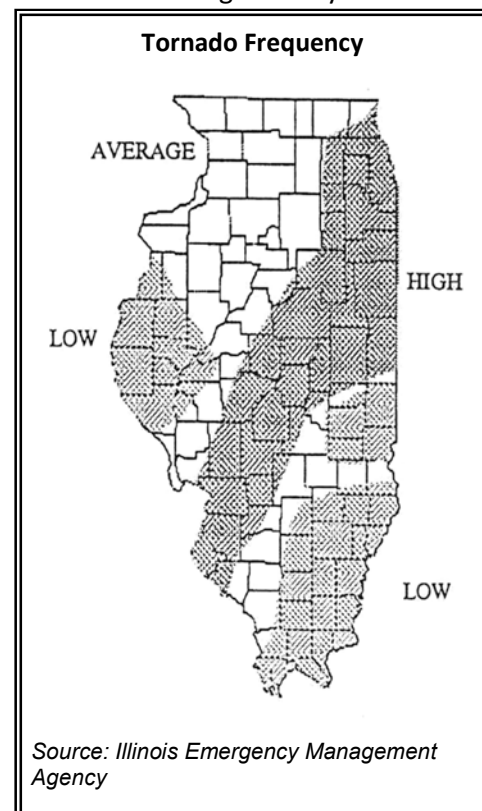 Tornado Frequency
AVERAGE
HIGH
LOW
LOW
Source: Illinois Emergency Management
Agency